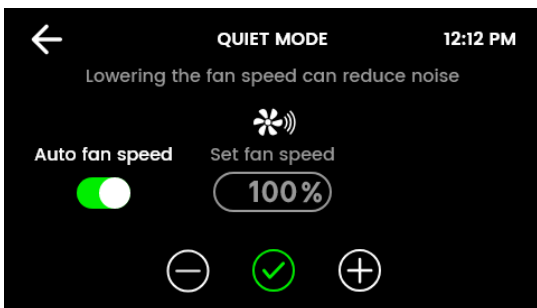 QUIET MODE 12:12 PM
Lowering the fan speed can reduce noise
Auto fan speed Set fan speed
100%